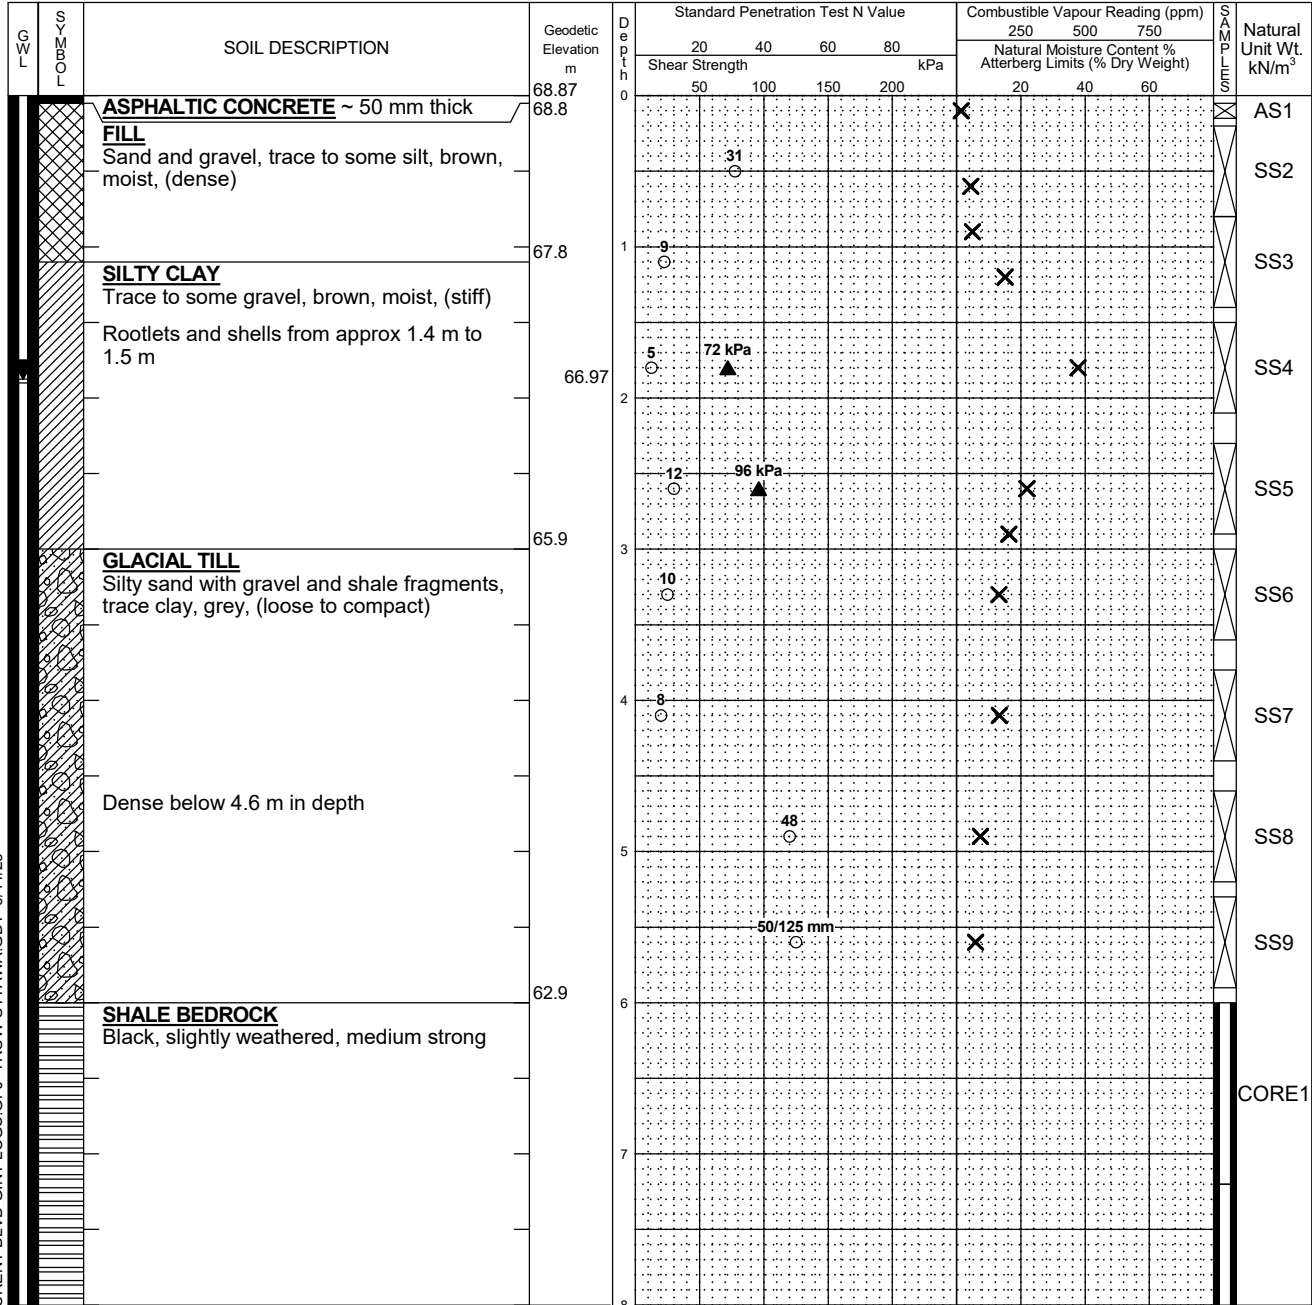 GWL
SYMBOL
SOIL DESCRIPTION
Geodetic
Elevation
m
68.87
Depth
Standard Penetration Test N Value
20 40 60 80
Shear Strength kPa
50 100 150 200
Combustible Vapour Reading (ppm)
250 500 750
Natural Moisture Content %
Atterberg Limits (% Dry Weight)
20 40 60
SAMPLES
Natural
Unit Wt.
kN/m³
0
ASPHALTIC CONCRETE ~ 50 mm thick
68.8
AS1
FILL
Sand and gravel, trace to some silt, brown,
moist, (dense)
31
SS2
67.8
1
9
SS3
SILTY CLAY
Trace to some gravel, brown, moist, (stiff)
Rootlets and shells from approx 1.4 m to
1.5 m
66.97
5
72 kPa
SS4
2
12
96 kPa
SS5
65.9
3
GLACIAL TILL
Silty sand with gravel and shale fragments,
trace clay, grey, (loose to compact)
10
SS6
4
8
SS7
Dense below 4.6 m in depth
48
SS8
5
50/125 mm
SS9
62.9
6
SHALE BEDROCK
Black, slightly weathered, medium strong
CORE1
7
8